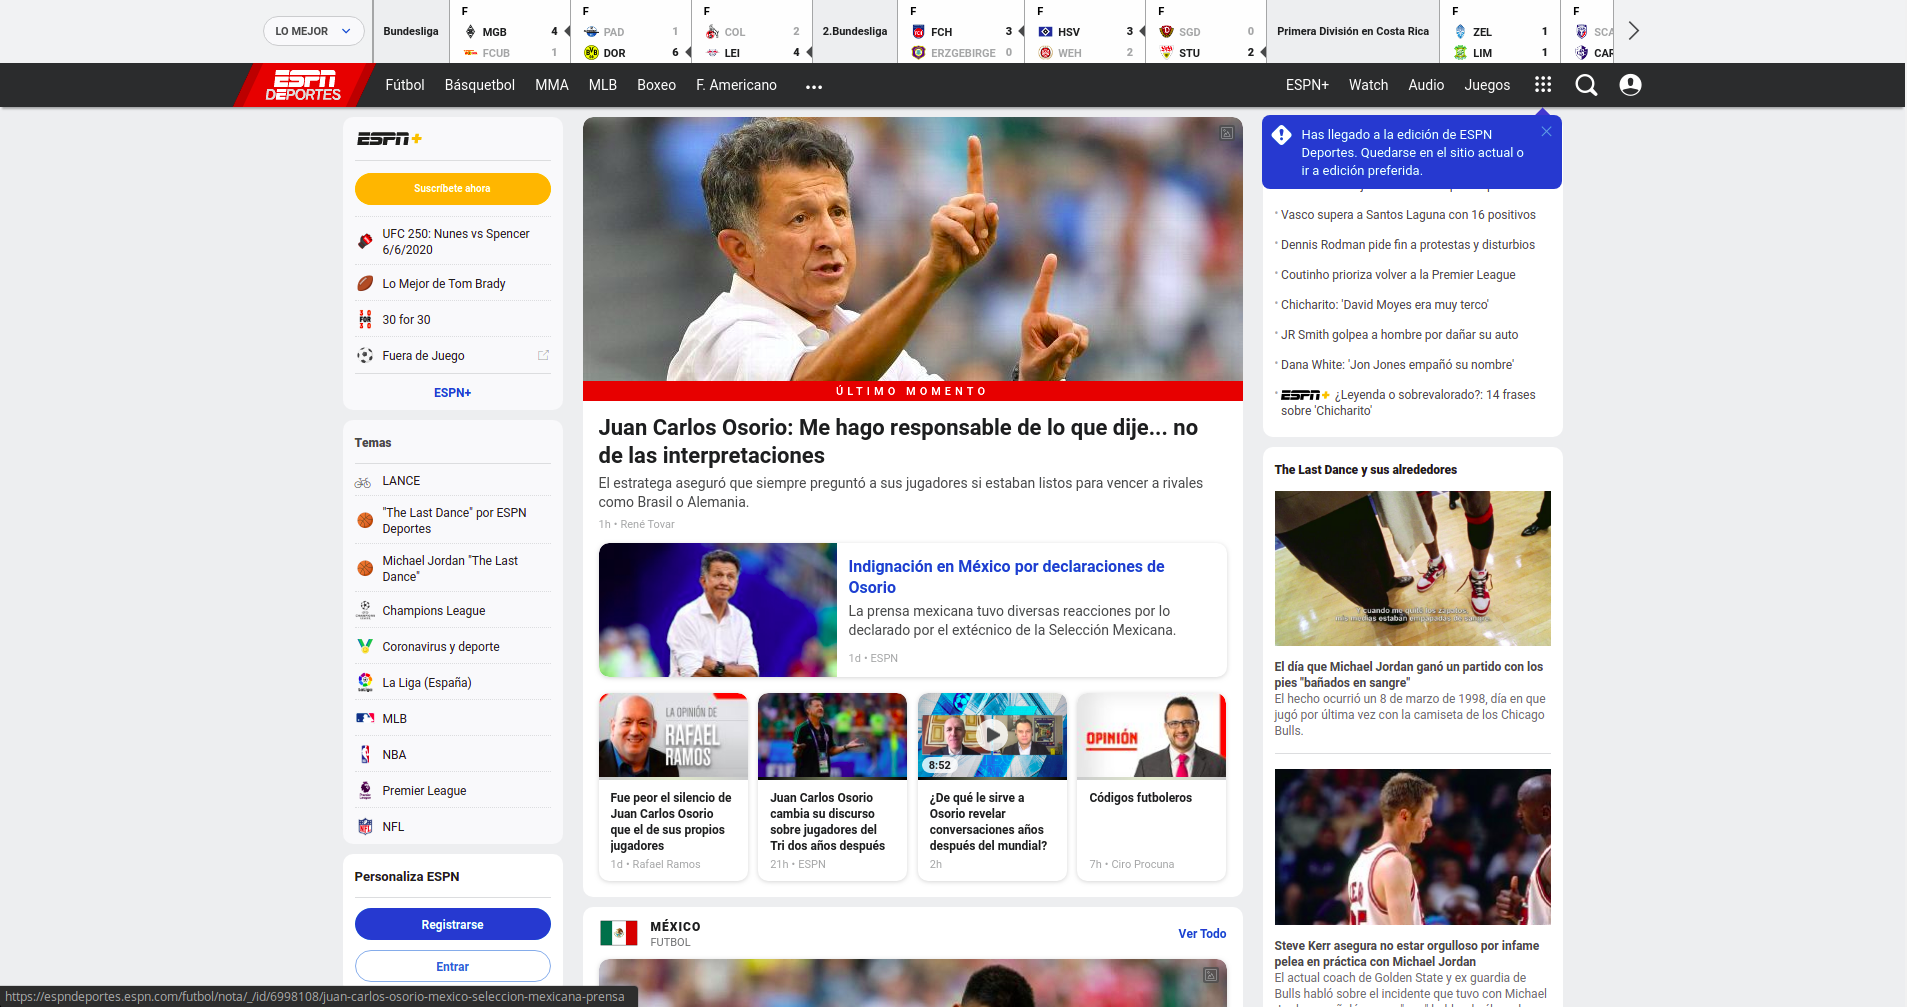 LO MEJOR
Bundesliga
F
MGB 4
FCUB 1
F
PAD 1
DOR 6
F
COL 2
LEI 4
2.Bundesliga
F
FCH 3
ERZGEBIRGE 0
F
HSV 3
WEH 2
F
SGD 0
STU 2
Primera División en Costa Rica
F
ZEL 1
LIM 1
F
ESPN
DEPORTES
Fútbol Básquetbol MMA MLB Boxeo F. Americano
ESPN+ Watch Audio Juegos
ESPN+
Suscríbete ahora
UFC 250: Nunes vs Spencer
6/6/2020
Lo Mejor de Tom Brady
30 for 30
Fuera de Juego
ESPN+
Temas
LANCE
"The Last Dance" por ESPN
Deportes
Michael Jordan "The Last
Dance"
Champions League
Coronavirus y deporte
La Liga (España)
MLB
NBA
Premier League
NFL
Personaliza ESPN
Registrarse
Entrar
ÚLTIMO MOMENTO
Juan Carlos Osorio: Me hago responsable de lo que dije... no
de las interpretaciones
El estratega aseguró que siempre preguntó a sus jugadores si estaban listos para vencer a rivales
como Brasil o Alemania.
1h • René Tovar
Indignación en México por declaraciones de
Osorio
La prensa mexicana tuvo diversas reacciones por lo
declarado por el extécnico de la Selección Mexicana.
1d • ESPN
LA OPINIÓN DE
RAFAEL
RAMOS
Fue peor el silencio de
Juan Carlos Osorio
que el de sus propios
jugadores
1d • Rafael Ramos
Juan Carlos Osorio
cambia su discurso
sobre jugadores del
Tri dos años después
21h • ESPN
8:52
¿De qué le sirve a
Osorio revelar
conversaciones años
después del mundial?
2h
OPINIÓN
Códigos futboleros
7h • Ciro Procuna
MÉXICO
FUTBOL
Ver Todo
Has llegado a la edición de ESPN
Deportes. Quedarse en el sitio actual o
ir a edición preferida.
Vasco supera a Santos Laguna con 16 positivos
Dennis Rodman pide fin a protestas y disturbios
Coutinho prioriza volver a la Premier League
Chicharito: 'David Moyes era muy terco'
JR Smith golpea a hombre por dañar su auto
Dana White: 'Jon Jones empañó su nombre'
ESPN+ ¿Leyenda o sobrevalorado?: 14 frases
sobre 'Chicharito'
The Last Dance y sus alrededores
Y cuando me quité los zapatos,
mis medias estaban empapadas de sangre.
El día que Michael Jordan ganó un partido con los
pies "bañados en sangre"
El hecho ocurrió un 8 de marzo de 1998, día en que
jugó por última vez con la camiseta de los Chicago
Bulls.
Steve Kerr asegura no estar orgulloso por infame
pelea en práctica con Michael Jordan
El actual coach de Golden State y ex guardia de
Bulls habló sobre el incidente que tuvo con Michael
https://espndeportes.espn.com/futbol/nota/_/id/6998108/juan-carlos-osorio-mexico-seleccion-mexicana-prensa